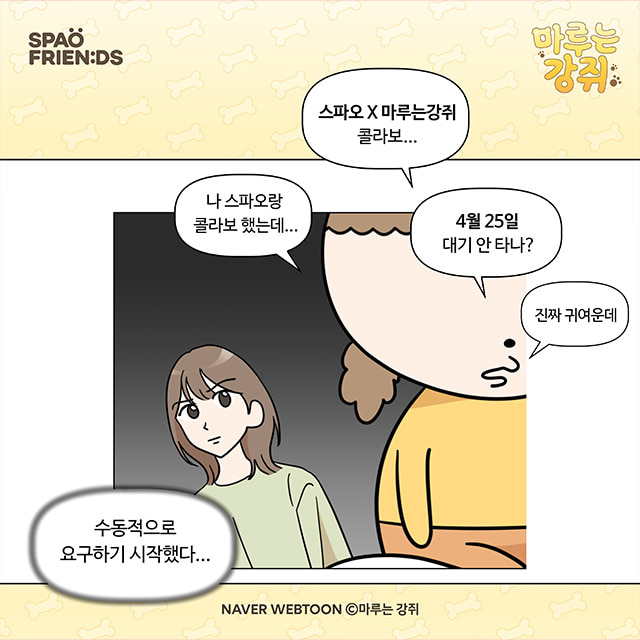 SPAÖ
FRIEN:DS
마루는
강쥐
스파오 X 마루는강쥐
콜라보...
나 스파오랑
콜라보 했는데...
4월 25일
대기 안 타나?
진짜 귀여운데
수동적으로
요구하기 시작했다...
NAVER WEBTOON ©마루는 강쥐